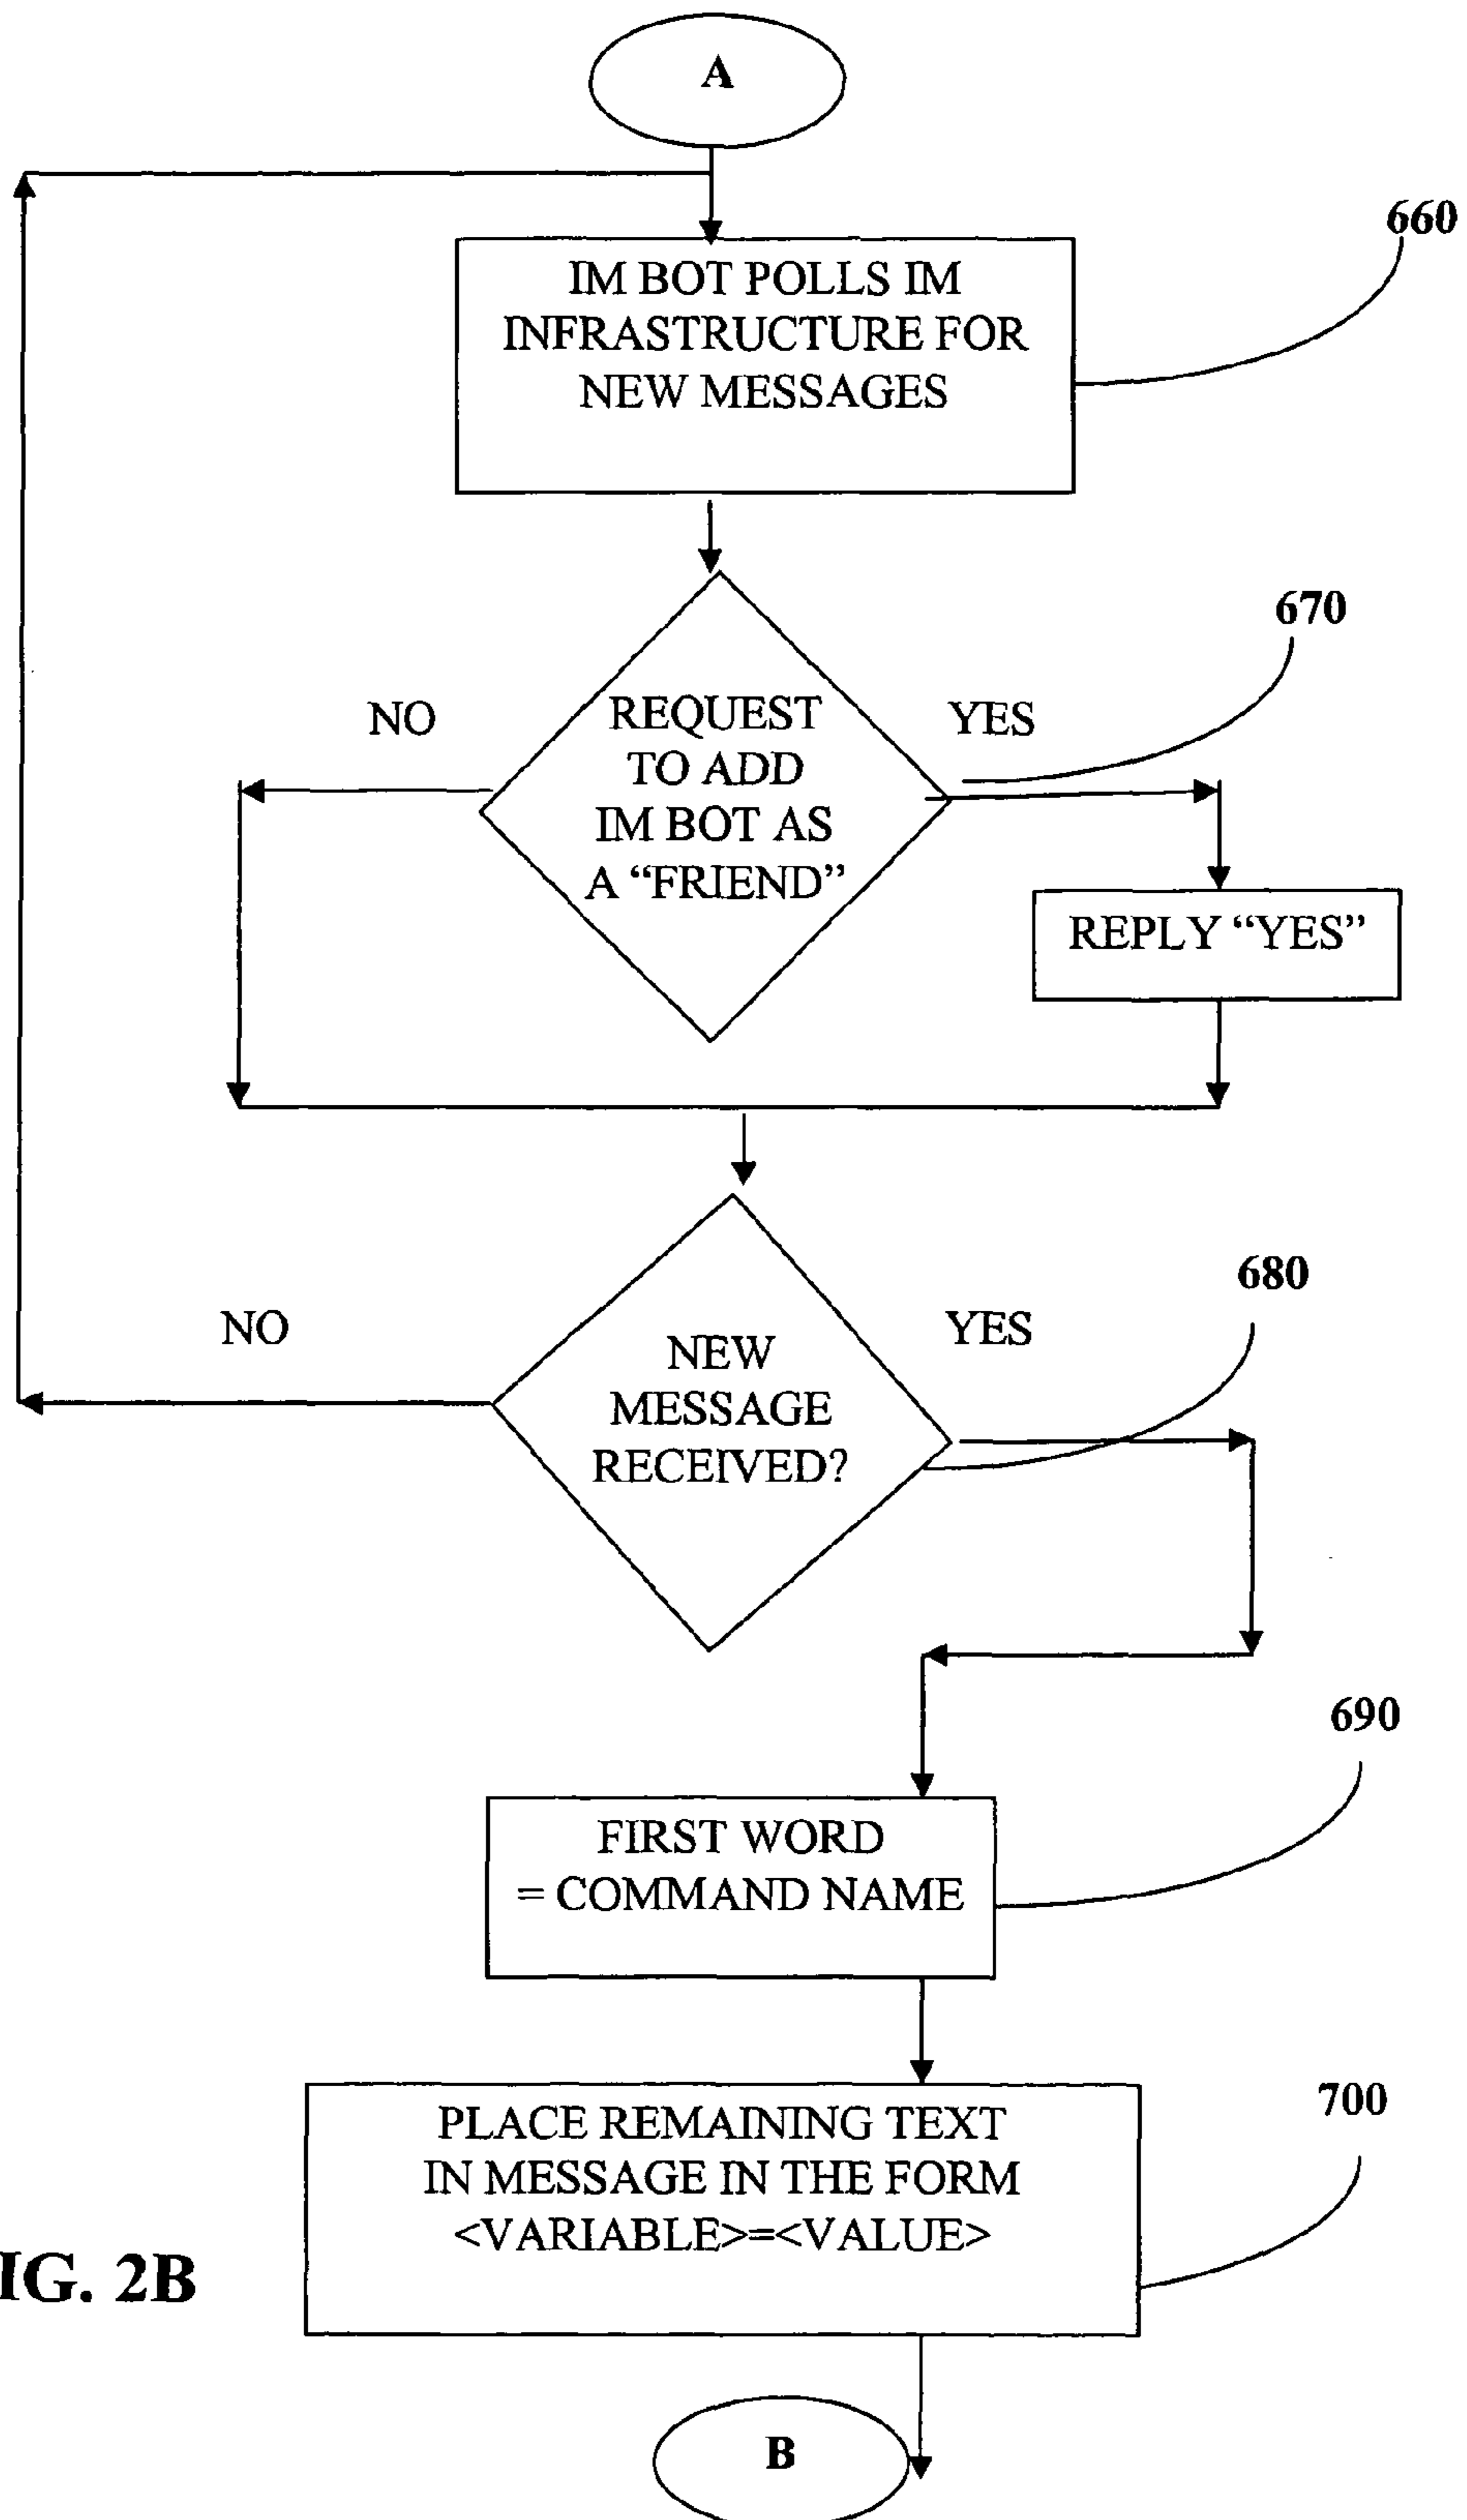 A
660
IM BOT POLLS IM
INFRASTRUCTURE FOR
NEW MESSAGES
670
NO
YES
REQUEST
TO ADD
IM BOT AS
A “FRIEND”
REPLY “YES”
680
NO
YES
NEW
MESSAGE
RECEIVED?
690
FIRST WORD
= COMMAND NAME
700
PLACE REMAINING TEXT
IN MESSAGE IN THE FORM
<VARIABLE>=<VALUE>
IG. 2B
B